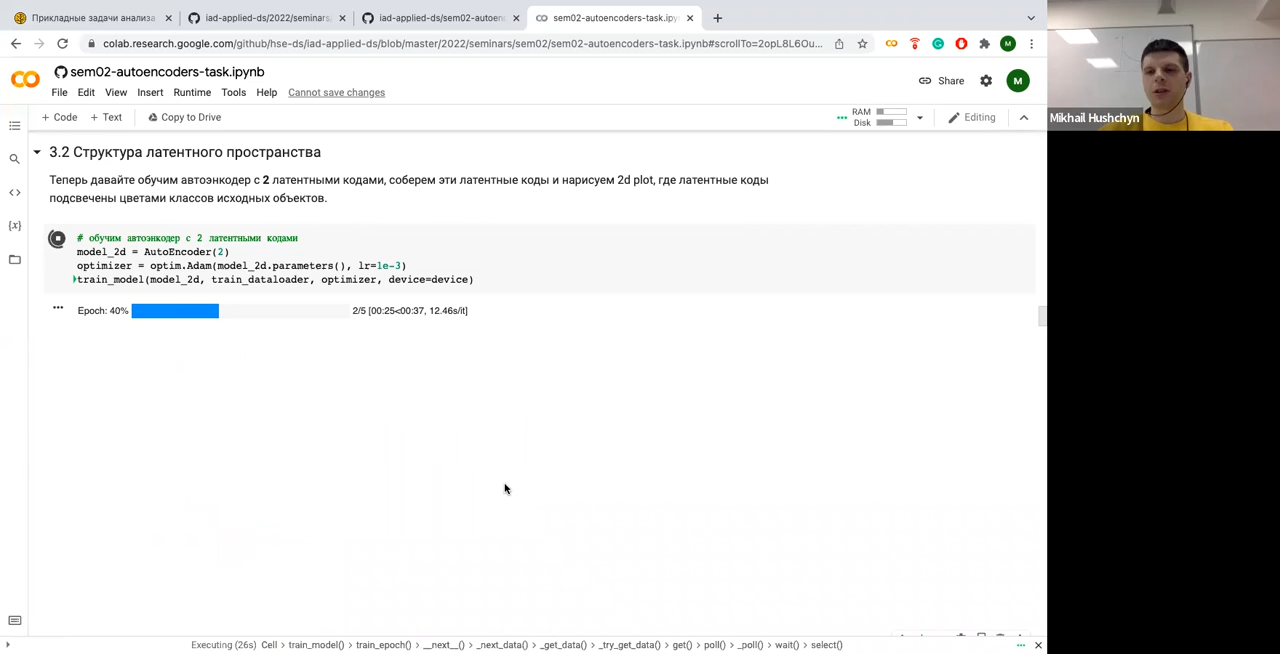 Прикладные задачи анализа
iad-applied-ds/2022/seminars
iad-applied-ds/sem02-autoen
sem02-autoencoders-task.ipyn
colab.research.google.com/github/hse-ds/iad-applied-ds/blob/master/2022/seminars/sem02/sem02-autoencoders-task.ipynb#scrollTo=2opL8L6Ou...
M
Mikhail Hushchyn
sem02-autoencoders-task.ipynb
Share
M
File Edit View Insert Runtime Tools Help Cannot save changes
+ Code + Text Copy to Drive
RAM
Disk
Editing
3.2 Структура латентного пространства
Теперь давайте обучим автоэнкодер с 2 латентными кодами, соберем эти латентные коды и нарисуем 2d plot, где латентные коды
подсвечены цветами классов исходных объектов.
# обучим автоэнкодер с 2 латентными кодами
model_2d = AutoEncoder(2)
optimizer = optim.Adam(model_2d.parameters(), lr=1e-3)
train_model(model_2d, train_dataloader, optimizer, device=device)
Epoch: 40% 2/5 [00:25<00:37, 12.46s/it]
Executing (26s) Cell > train_model() > train_epoch() > __next__() > _next_data() > _get_data() > _try_get_data() > get() > poll() > _poll() > wait() > select()